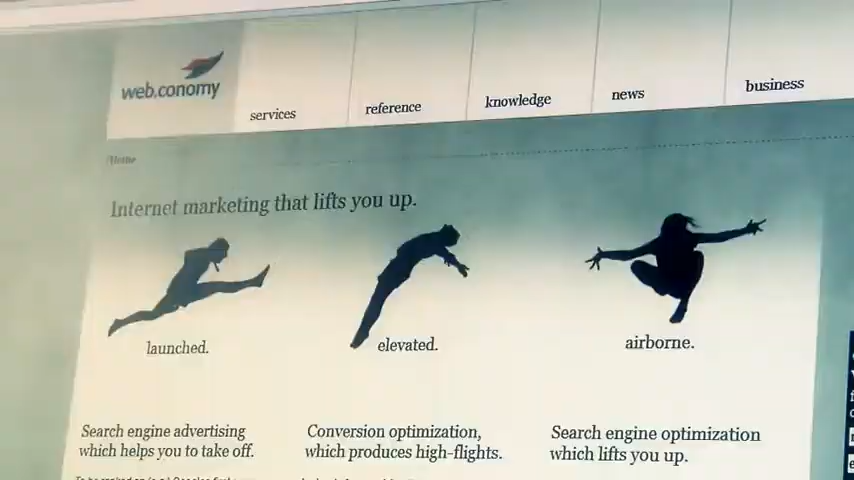 web.conomy
services
reference
knowledge
news
business
Home
Internet marketing that lifts you up.
launched.
elevated.
airborne.
Search engine advertising
which helps you to take off.
Conversion optimization,
which produces high-flights.
Search engine optimization
which lifts you up.